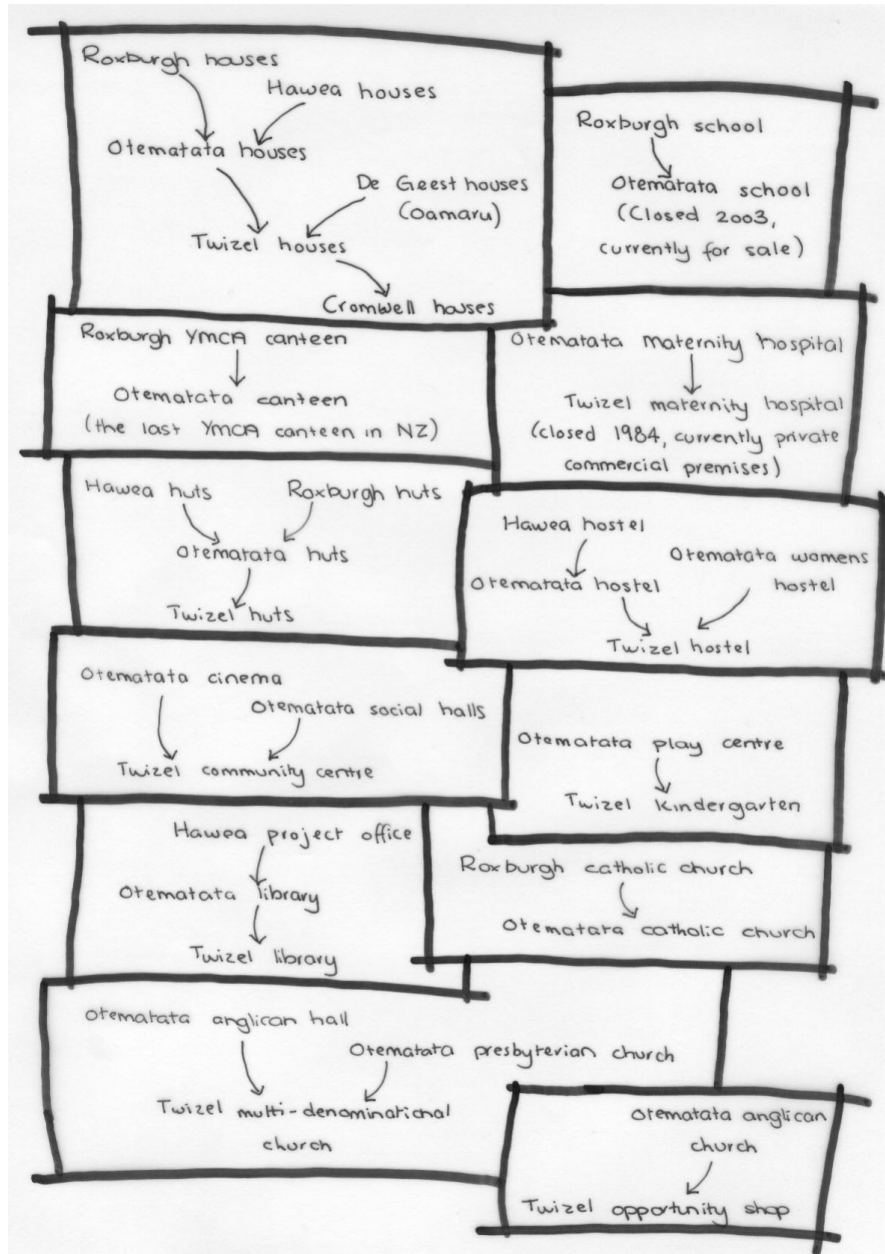 Roxburgh houses
Hawea houses
Otematata houses
De Geest houses
(Oamaru)
Twizel houses
Cromwell houses
Roxburgh school
Otematata school
(Closed 2003,
currently for sale)
Roxburgh YMCA canteen
Otematata canteen
(the last YMCA canteen in NZ)
Otematata maternity hospital
Twizel maternity hospital
(closed 1984, currently private
commercial premises)
Hawea huts
Roxburgh huts
Otematata huts
Twizel huts
Hawea hostel
Otematata womens
hostel
Otematata hostel
Twizel hostel
Otematata cinema
Otematata social halls
Twizel community centre
Otematata play centre
Twizel kindergarten
Hawea project office
Otematata library
Twizel library
Roxburgh catholic church
Otematata catholic church
Otematata anglican hall
Otematata presbyterian church
Twizel multi-denominational
church
Otematata anglican
church
Twizel opportunity shop